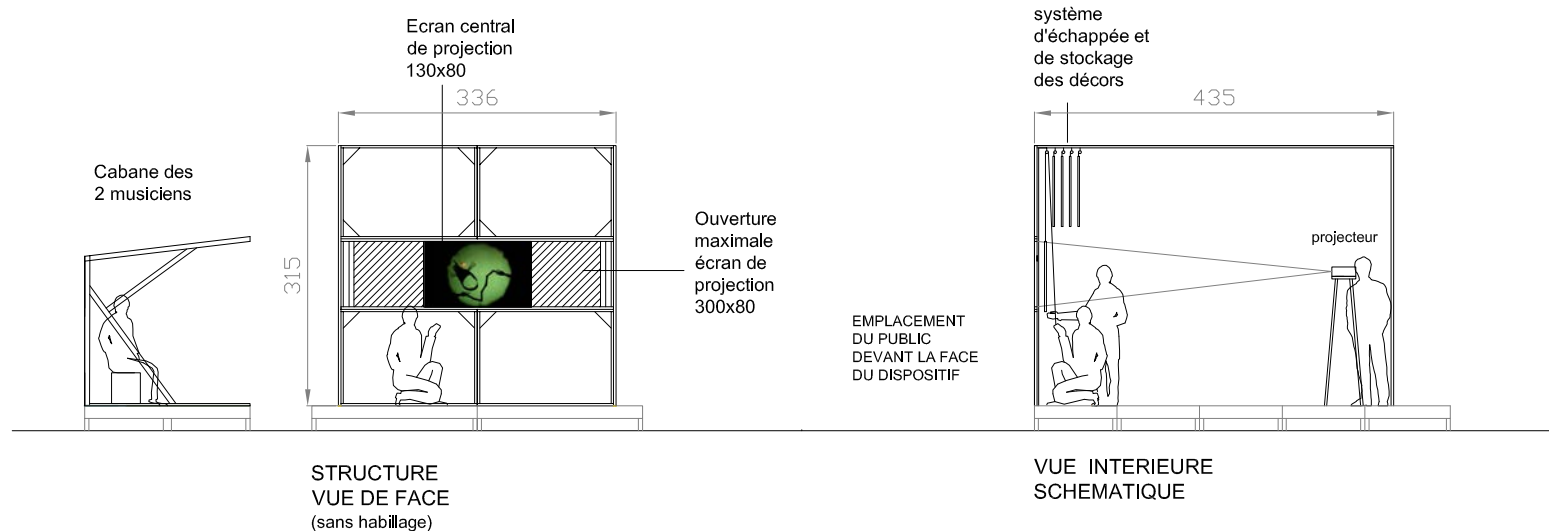 Ecran central
de projection
130x80
336
Cabane des
2 musiciens
315
Ouverture
maximale
écran de
projection
300x80
STRUCTURE
VUE DE FACE
(sans habillage)
système
d'échappée et
de stockage
des décors
435
projecteur
EMPLACEMENT
DU PUBLIC
DEVANT LA FACE
DU DISPOSITIF
VUE INTERIEURE
SCHEMATIQUE